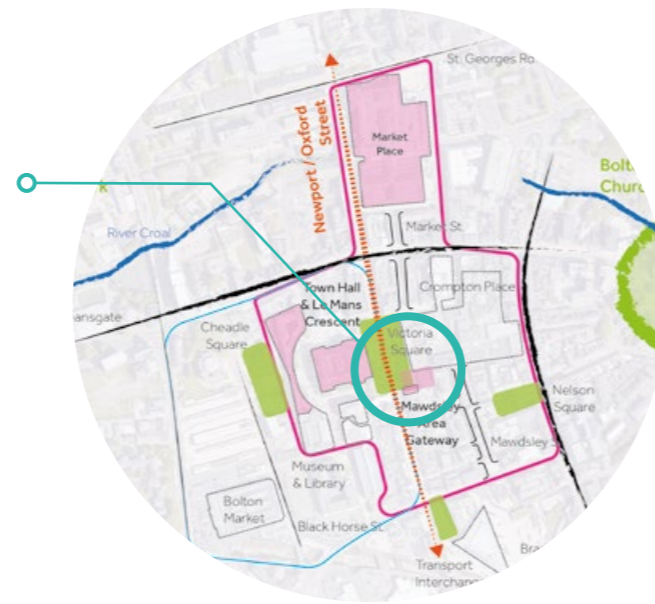 St. Georges Ro
Newport / Oxford
Street
Market
Place
Bolt
Churc
k
River Croal
Market St.
Town Hall
& Le Mans
Crescent
Crompton Place
ansgate
Cheadle
Square
Victoria
Square
Nelson
Square
Mawdsley
Area
Gateway
Mawdsley S
Museum
& Library
Bolton
Market
Black Horse St.
Bra
Transport
Interchang